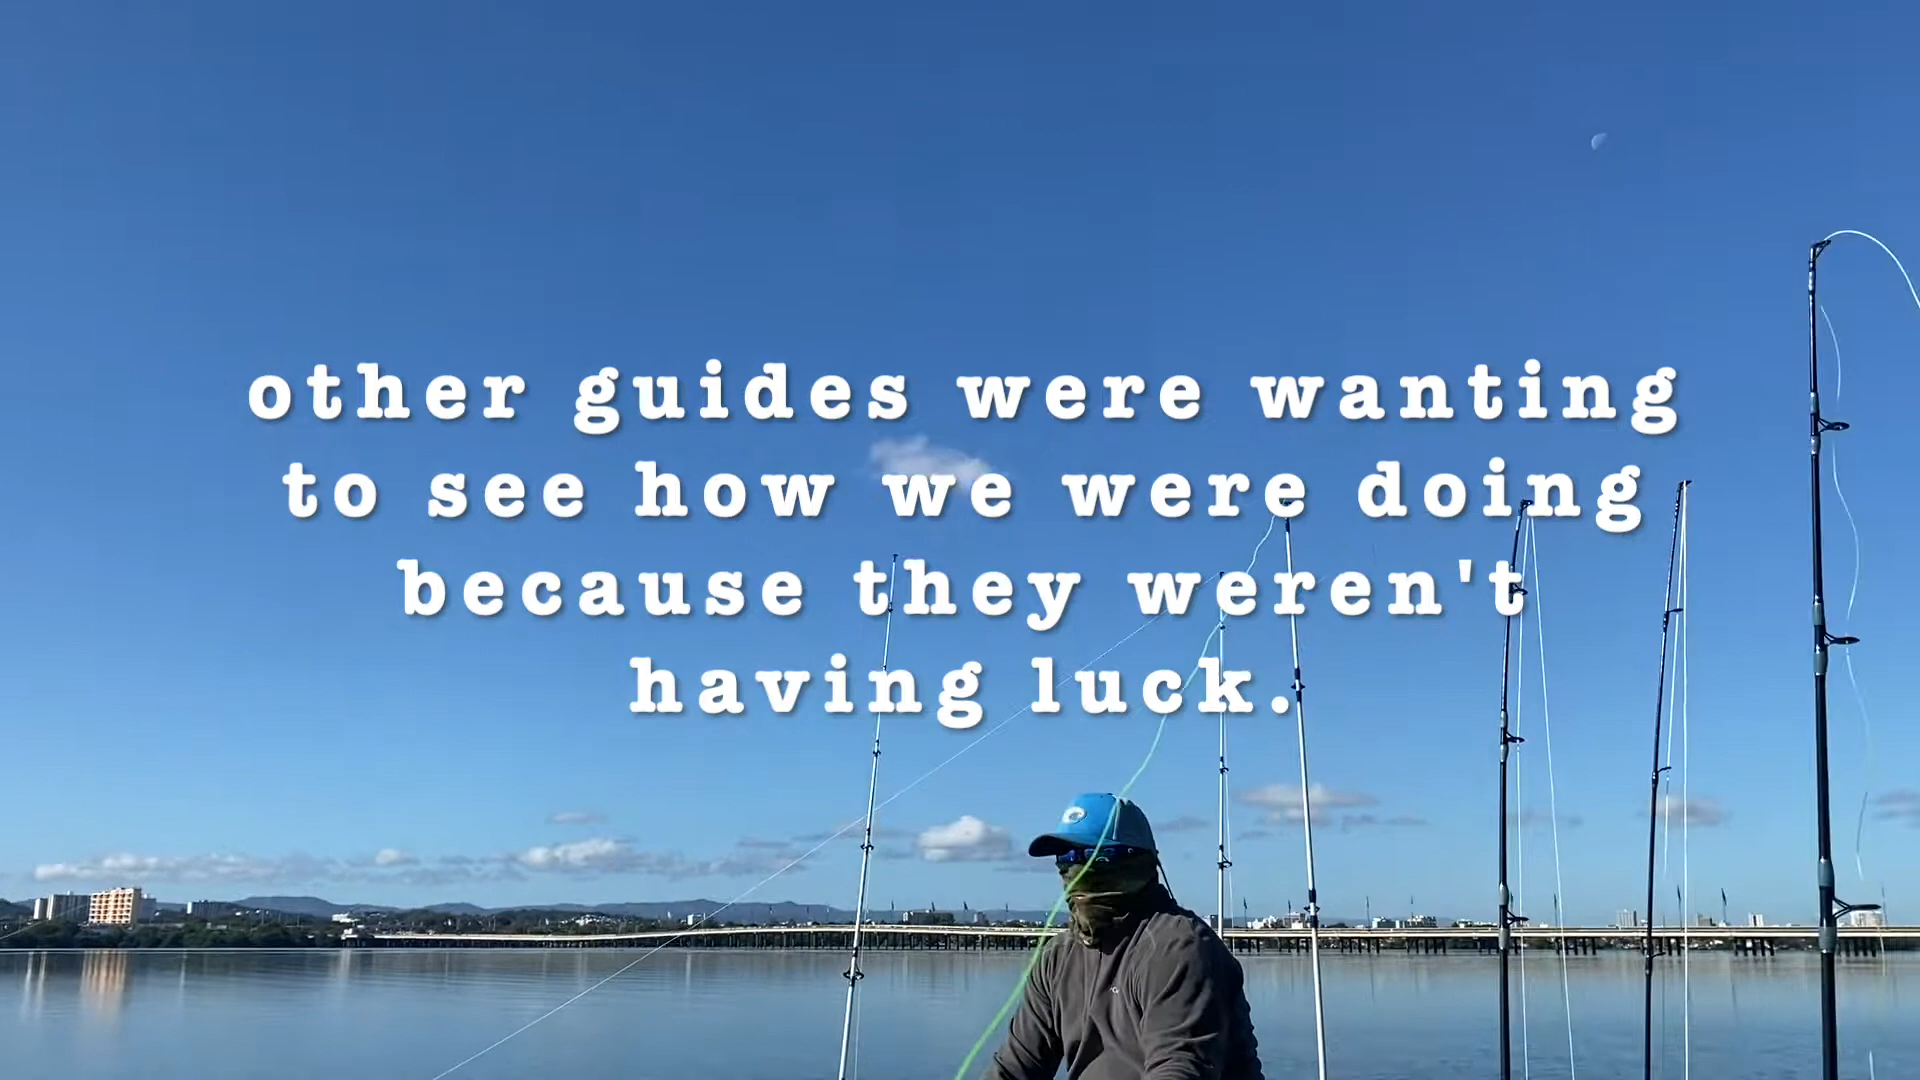 other guides were wanting
to see how we were doing
because they weren't
having luck.